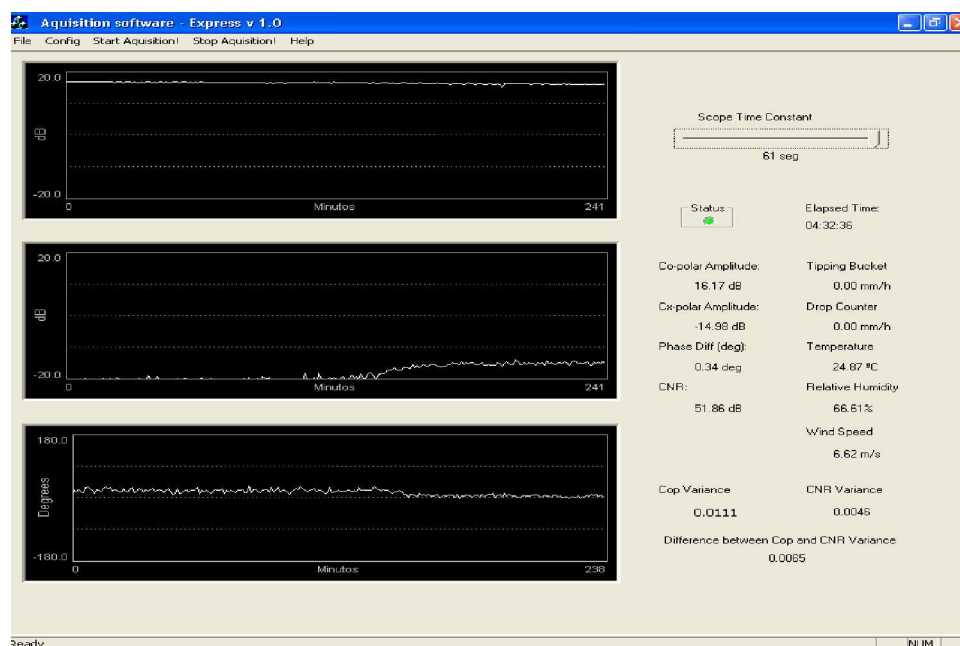 Aquisition software - Express v 1.0
File Config Start Aquisition! Stop Aquisition! Help
20.0
dB
-20.0
0 Minutos 241
20.0
dB
-20.0
0 Minutos 241
180.0
Degrees
-180.0
0 Minutos 238
Scope Time Constant
61 seg
Status
Elapsed Time:
04:32:36
Co-polar Amplitude: Tipping Bucket
16.17 dB 0.00 mm/h
Cx-polar Amplitude: Drop Counter
-14.98 dB 0.00 mm/h
Phase Diff (deg): Temperature
0.34 deg 24.87 ºC
CNR: Relative Humidity
51.86 dB 66.61%
Wind Speed
6.62 m/s
Cop Variance CNR Variance
0.0111 0.0046
Difference between Cop and CNR Variance
0.0065
Ready NUM